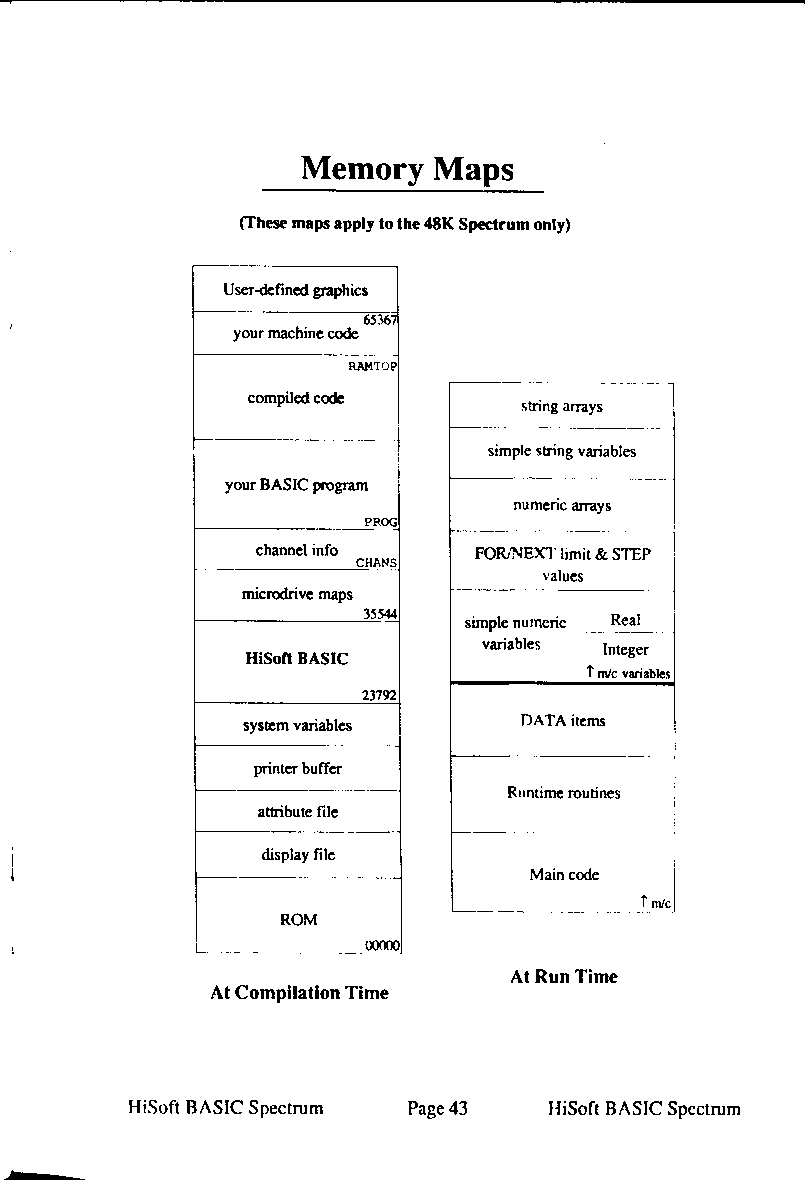 Memory Maps
(These maps apply to the 48K Spectrum only)
User-defined graphics
65367
your machine code
RAMTOP
compiled code
your BASIC program
PROG
channel info
CHANS
microdrive maps
35544
HiSoft BASIC
23792
system variables
printer buffer
attribute file
display file
ROM
00000
At Compilation Time
string arrays
simple string variables
numeric arrays
FOR/NEXT limit & STEP
values
simple numeric Real
variables Integer
↑ m/c variables
DATA items
Runtime routines
Main code
↑ m/c
At Run Time
HiSoft BASIC Spectrum Page 43 HiSoft BASIC Spectrum